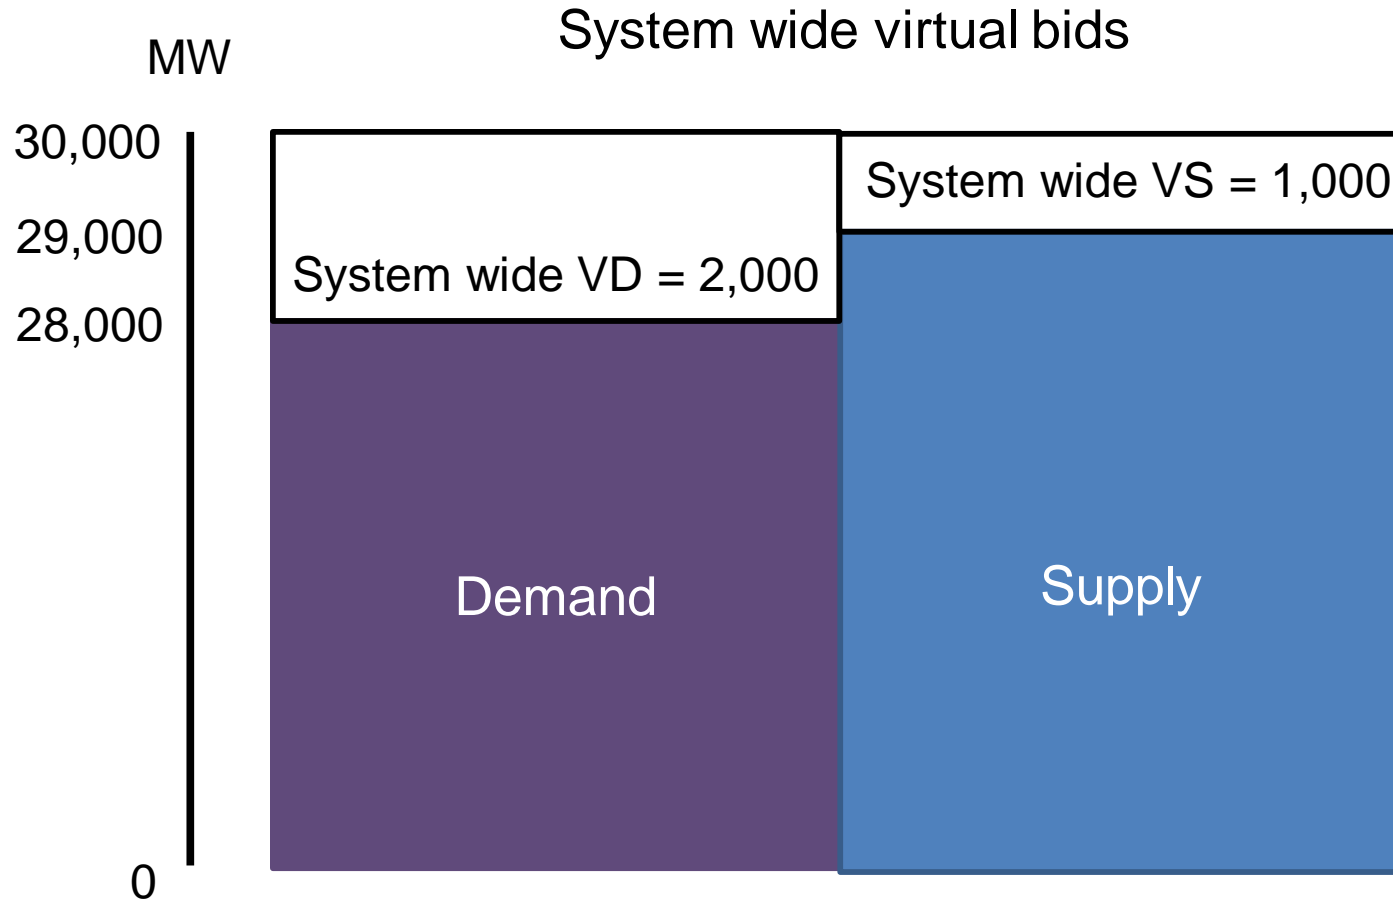 System wide virtual bids
MW
30,000
29,000
28,000
0
System wide VD = 2,000
System wide VS = 1,000
Demand
Supply